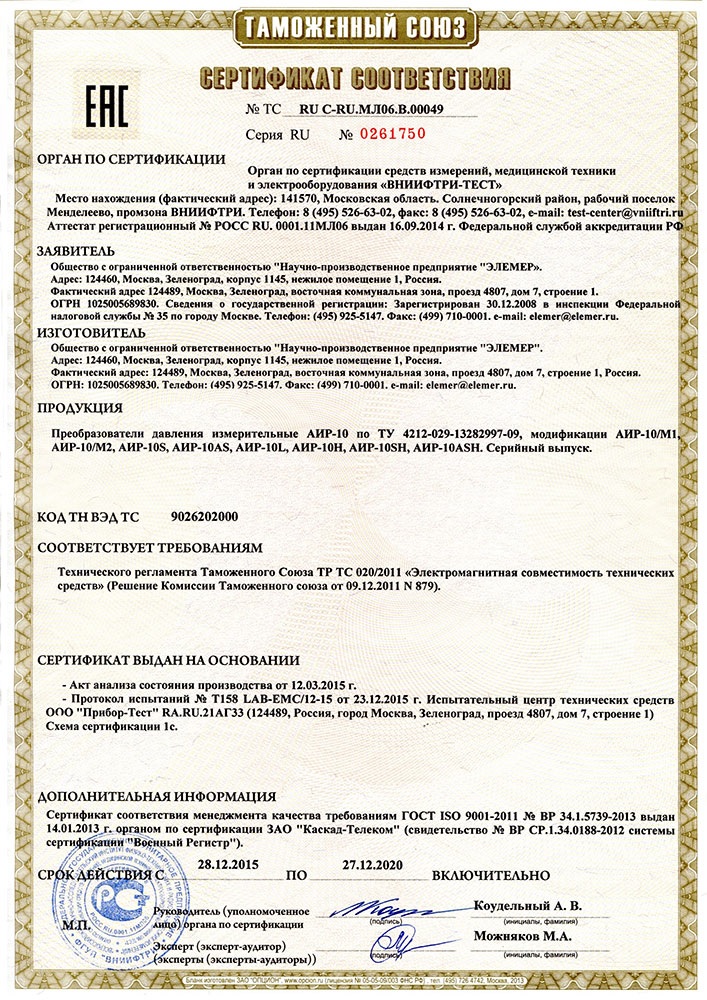 ТАМОЖЕННЫЙ СОЮЗ
СЕРТИФИКАТ СООТВЕТСТВИЯ
ЕАС
№ ТС RU C-RU.МЛ06.В.00049
Серия RU № 0261750
ОРГАН ПО СЕРТИФИКАЦИИ
Орган по сертификации средств измерений, медицинской техники
и электрооборудования «ВНИИФТРИ-ТЕСТ»
Место нахождения (фактический адрес): 141570, Московская область. Солнечногорский район, рабочий поселок
Менделеево, промзона ВНИИФТРИ. Телефон: 8 (495) 526-63-02, факс: 8 (495) 526-63-02, e-mail: test-center@vniiftri.ru
Аттестат регистрационный № РОСС RU. 0001.11МЛ06 выдан 16.09.2014 г. Федеральной службой аккредитации РФ
ЗАЯВИТЕЛЬ
Общество с ограниченной ответственностью "Научно-производственное предприятие "ЭЛЕМЕР».
Адрес: 124460, Москва, Зеленоград, корпус 1145, нежилое помещение 1, Россия.
Фактический адрес 124489, Москва, Зеленоград, восточная коммунальная зона, проезд 4807, дом 7, строение 1.
ОГРН 1025005689830. Сведения о государственной регистрации: Зарегистрирован 30.12.2008 в инспекции Федеральной
налоговой службы № 35 по городу Москве. Телефон: (495) 925-5147. Факс: (499) 710-0001. e-mail: elemer@elemer.ru.
ИЗГОТОВИТЕЛЬ
Общество с ограниченной ответственностью "Научно-производственное предприятие "ЭЛЕМЕР".
Адрес: 124460, Москва, Зеленоград, корпус 1145, нежилое помещение 1, Россия.
Фактический адрес: 124489, Москва, Зеленоград, восточная коммунальная зона, проезд 4807, дом 7, строение 1, Россия.
ОГРН: 1025005689830. Телефон: (495) 925-5147. Факс: (499) 710-0001. e-mail: elemer@elemer.ru.
ПРОДУКЦИЯ
Преобразователи давления измерительные АИР-10 по ТУ 4212-029-13282997-09, модификации АИР-10/М1,
АИР-10/М2, АИР-10S, АИР-10AS, АИР-10L, АИР-10Н, АИР-10SH, АИР-10ASH. Серийный выпуск.
КОД ТН ВЭД ТС 9026202000
СООТВЕТСТВУЕТ ТРЕБОВАНИЯМ
Технического регламента Таможенного Союза ТР ТС 020/2011 «Электромагнитная совместимость технических
средств» (Решение Комиссии Таможенного союза от 09.12.2011 N 879).
СЕРТИФИКАТ ВЫДАН НА ОСНОВАНИИ
- Акт анализа состояния производства от 12.03.2015 г.
- Протокол испытаний № Т158 LAB-EMC/12-15 от 23.12.2015 г. Испытательный центр технических средств
ООО "Прибор-Тест" RA.RU.21АГ33 (124489, Россия, город Москва, Зеленоград, проезд 4807, дом 7, строение 1)
Схема сертификации 1с.
ДОПОЛНИТЕЛЬНАЯ ИНФОРМАЦИЯ
Сертификат соответствия менеджмента качества требованиям ГОСТ ISO 9001-2011 № ВР 34.1.5739-2013 выдан
14.01.2013 г. органом по сертификации ЗАО "Каскад-Телеком" (свидетельство № ВР СР.1.34.0188-2012 системы
сертификации "Военный Регистр").
СРОК ДЕЙСТВИЯ С 28.12.2015 ПО 27.12.2020 ВКЛЮЧИТЕЛЬНО
М.П.
Руководитель (уполномоченное
лицо) органа по сертификации
(подпись)
Коудельный А. В.
(инициалы, фамилия)
Эксперт (эксперт-аудитор)
(эксперты (эксперты-аудиторы))
(подпись)
Можняков М.А.
(инициалы, фамилия)
РОСС RU.0001.11МЛ06
ФГУП "ВНИИФТРИ"
Бланк изготовлен ЗАО "ОПЦИОН", www.opcion.ru (лицензия № 05-05-09/003 ФНС РФ) , тел. (495) 726 4742, Москва, 2013